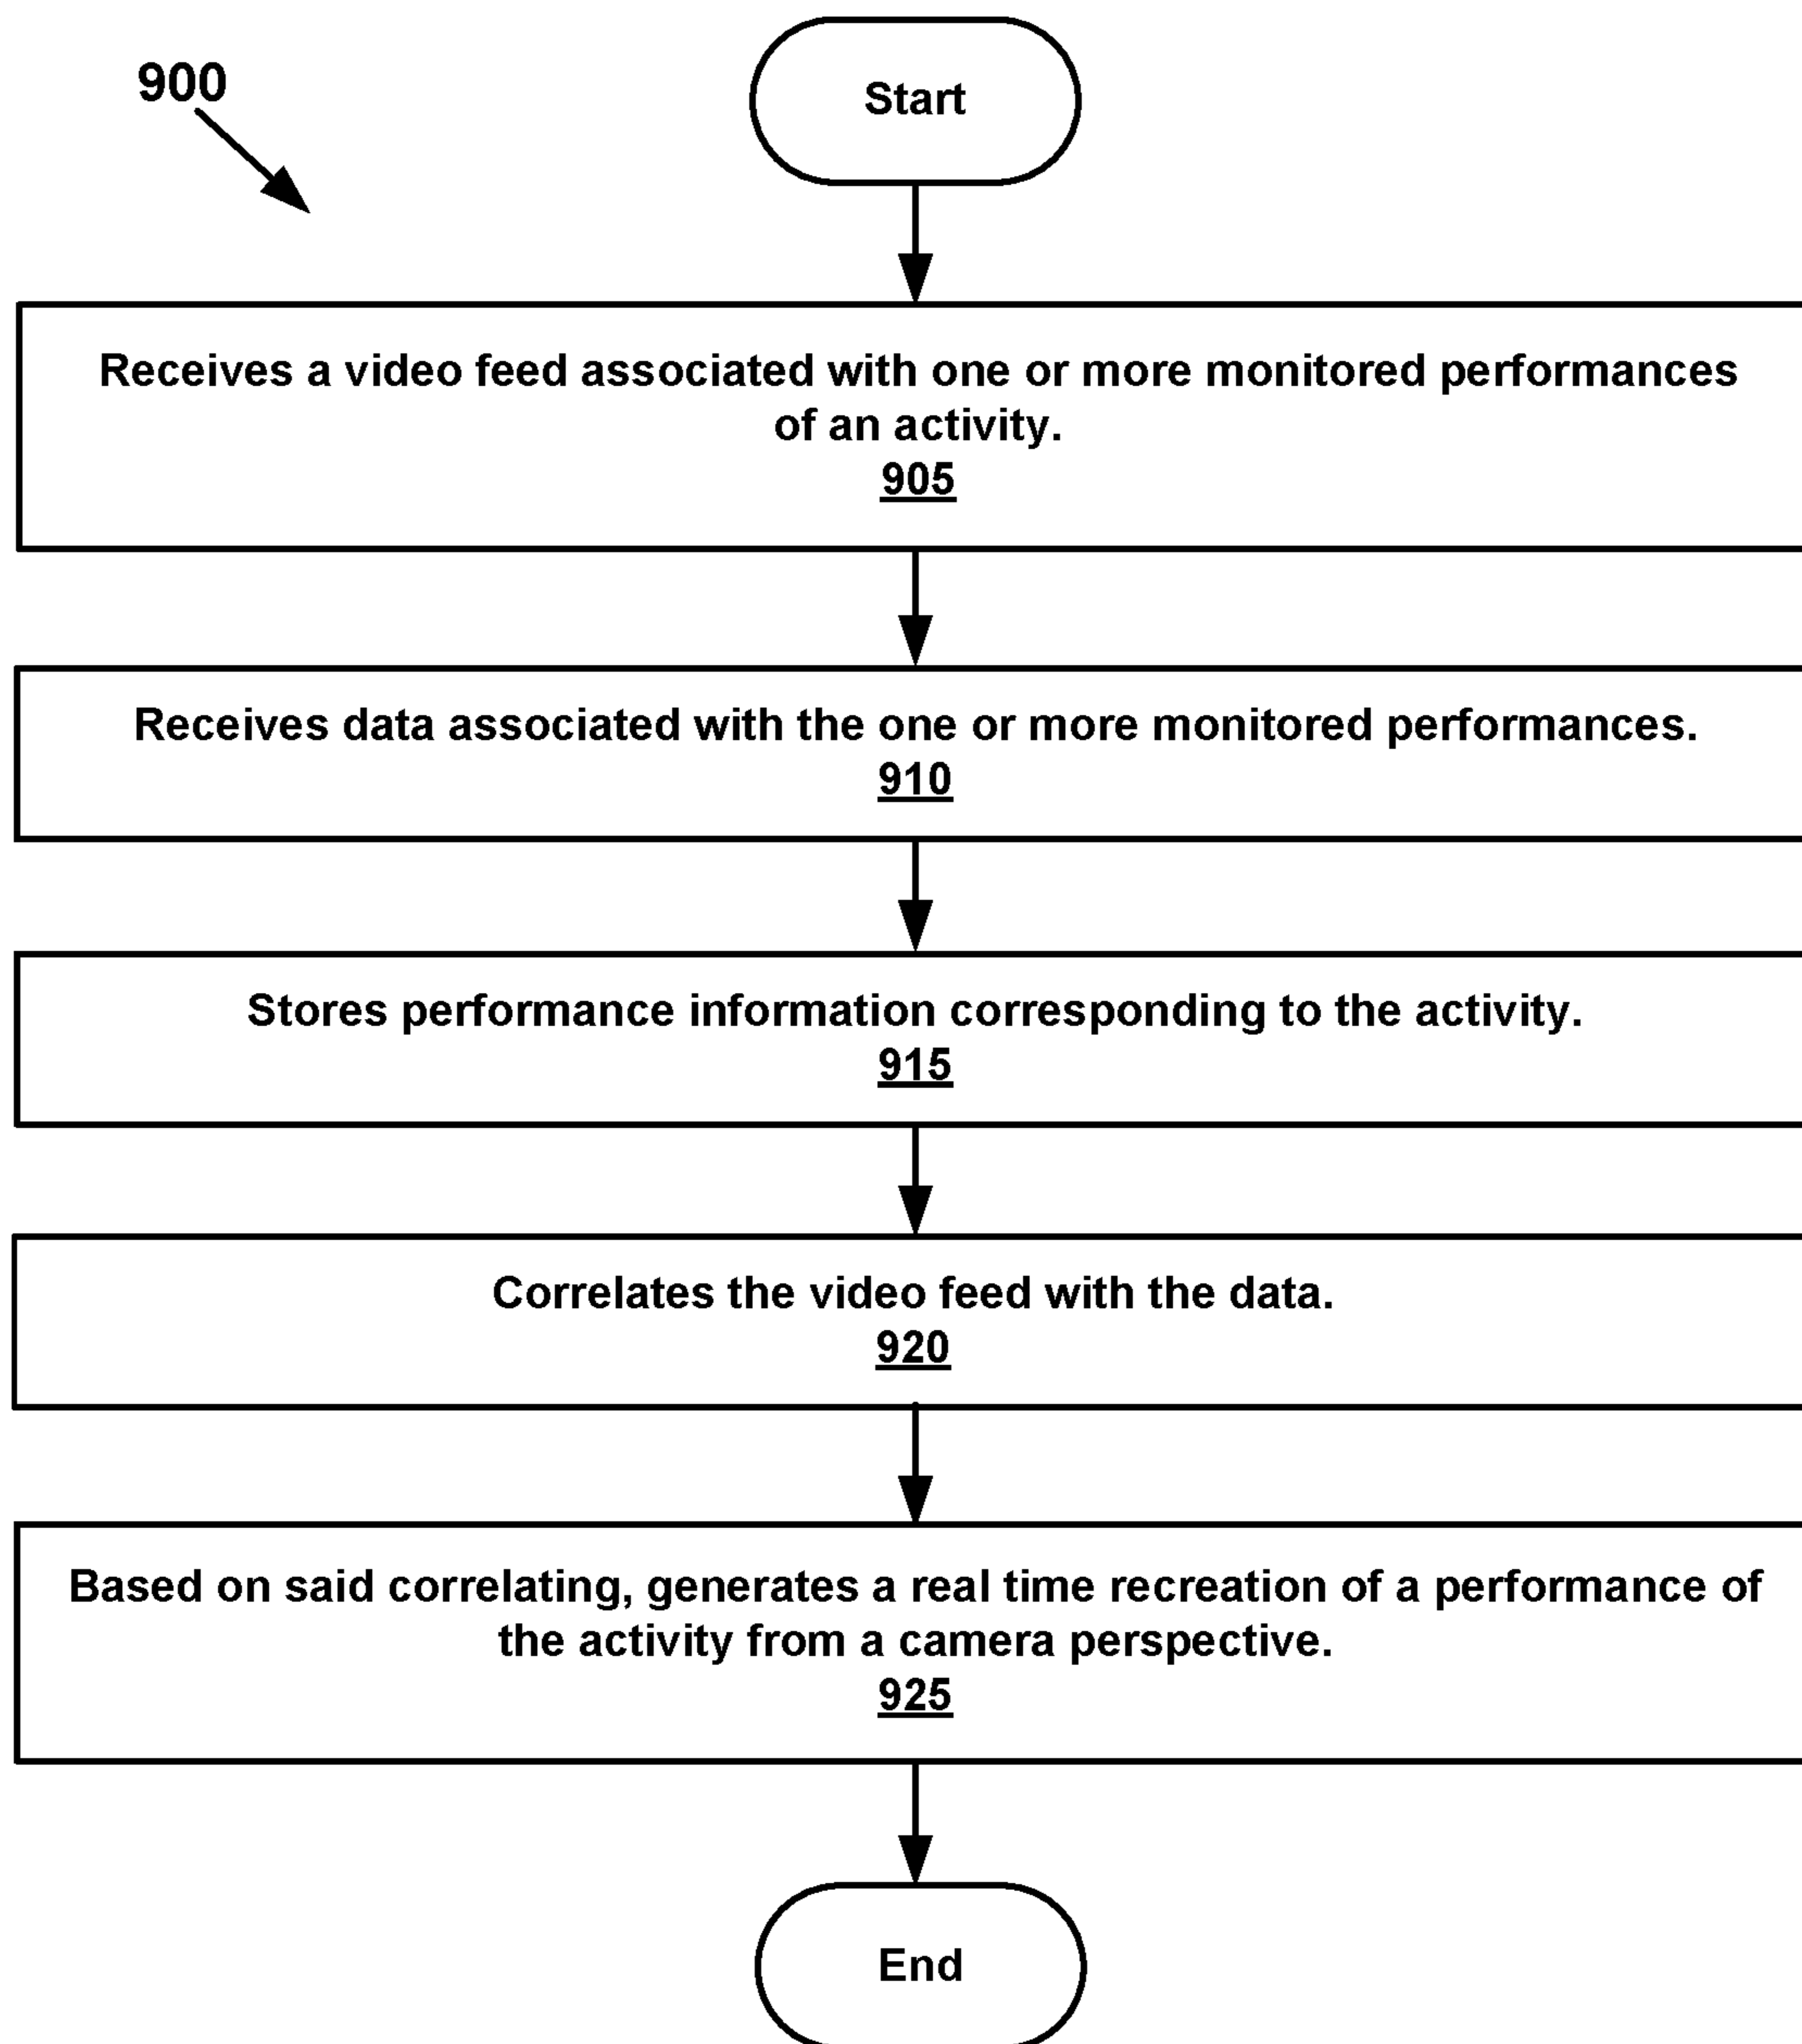 900
Start
Receives a video feed associated with one or more monitored performances
of an activity.
905
Receives data associated with the one or more monitored performances.
910
Stores performance information corresponding to the activity.
915
Correlates the video feed with the data.
920
Based on said correlating, generates a real time recreation of a performance of
the activity from a camera perspective.
925
End